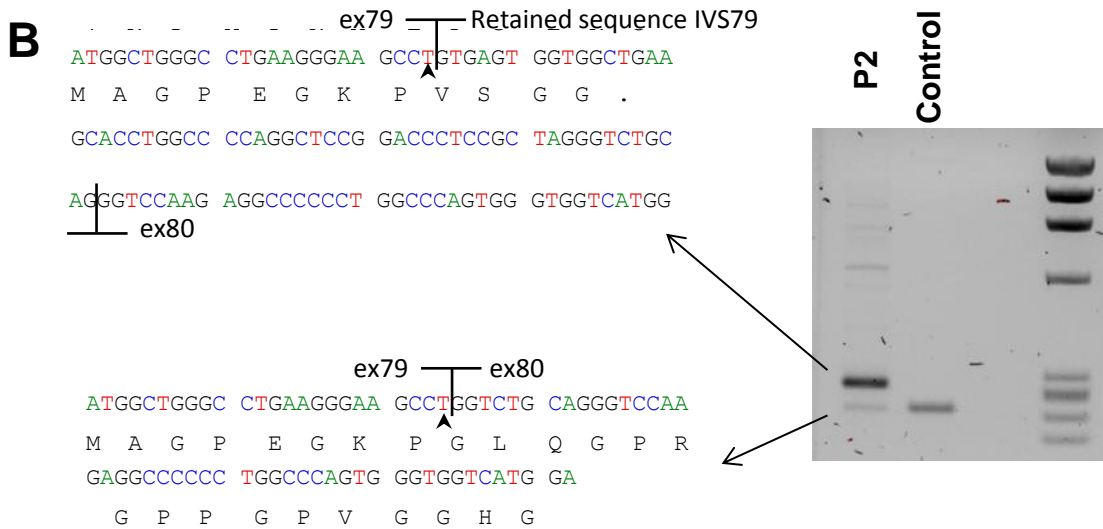 B
ex79 Retained sequence IVS79
ATGGCTGGGC CTGAAGGGAA GCCTGTGAGT GGTGGCTGAA
M A G P E G K P V S G G .
GCACCTGGCC CCAGGCTCCG GACCCTCCGC TAGGGTCTGC
AGGGTCCAAG AGGCCCCCCT GGCCCAGTGG GTGGTCATGG
ex80
ex79 ex80
ATGGCTGGGC CTGAAGGGAA GCCTGGTCTG CAGGGTCCAA
M A G P E G K P G L Q G P R
GAGGCCCCCC TGGCCCAGTG GGTGGTCATG GA
G P P G P V G G H G
P2
Control